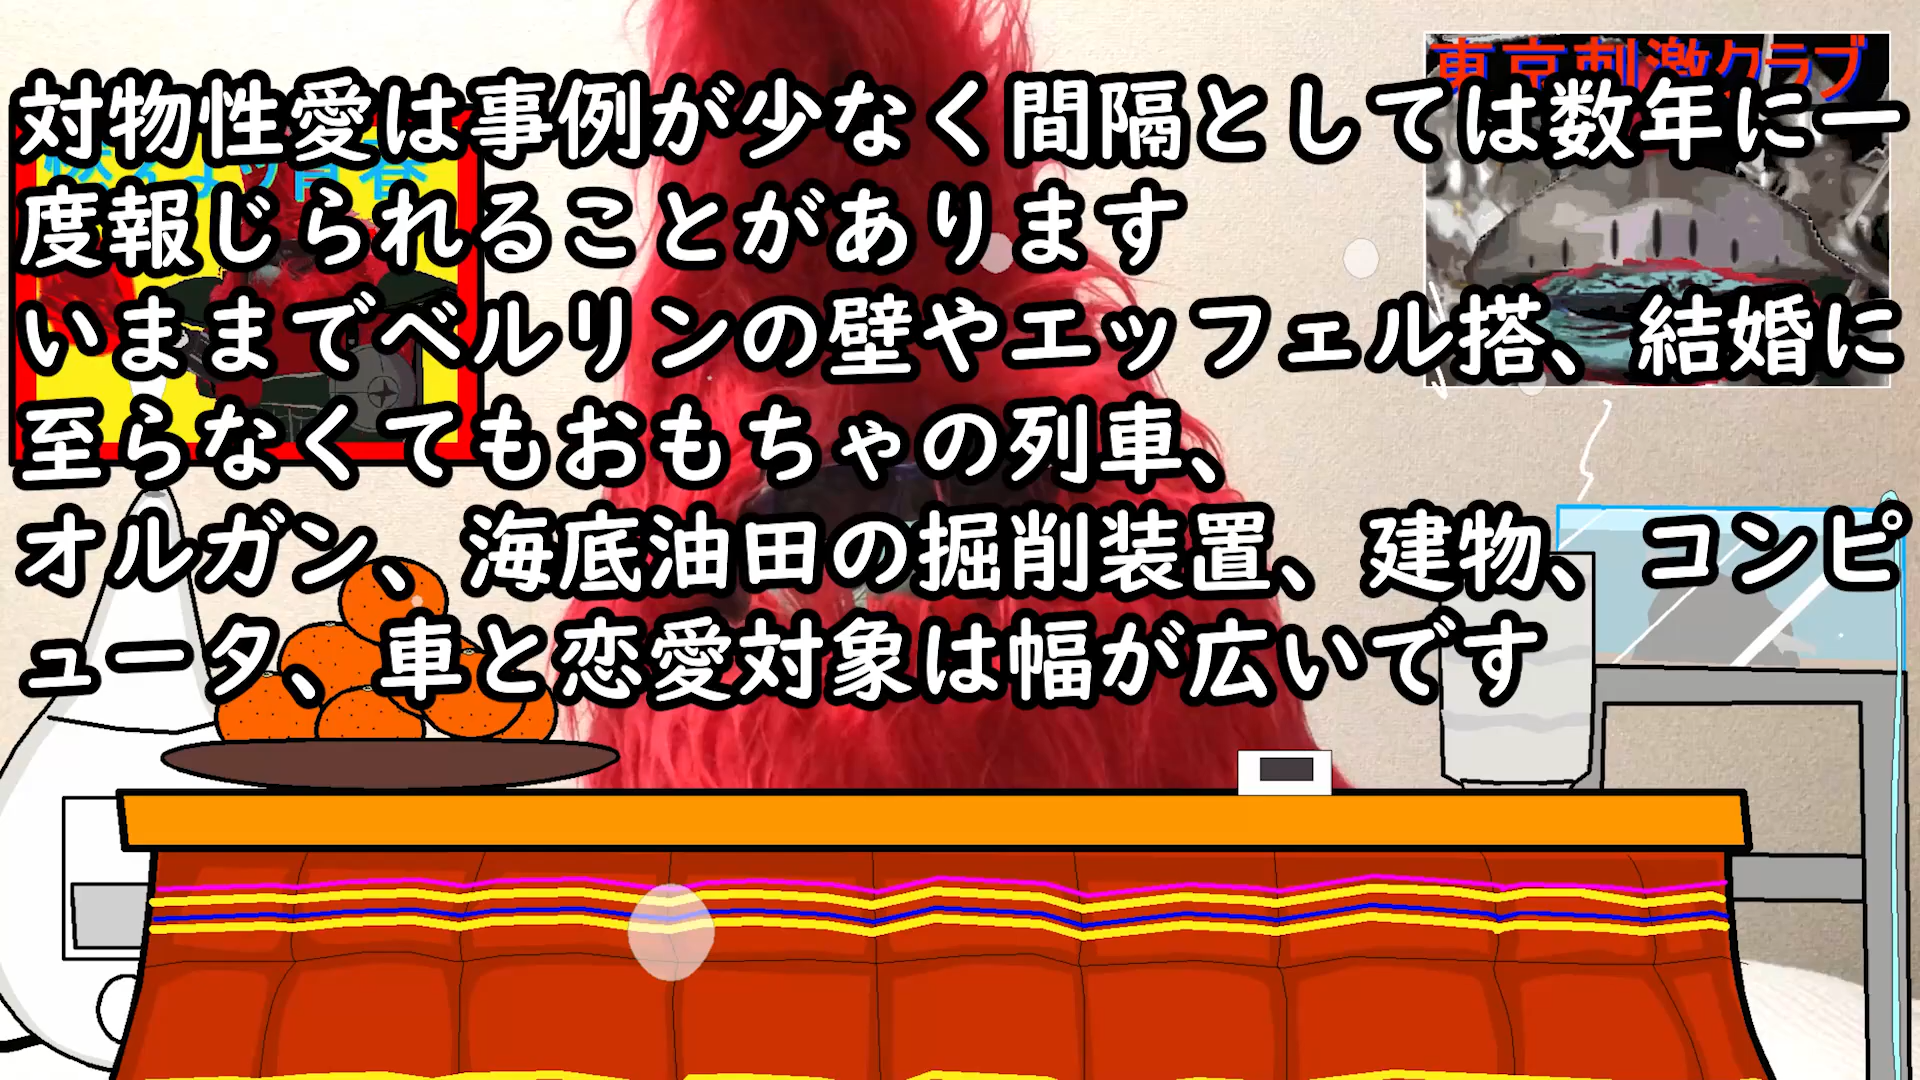 東京刺激クラブ
対物性愛は事例が少なく間隔としては数年に一
度報じられることがあります
いままでベルリンの壁やエッフェル搭、結婚に
至らなくてもおもちゃの列車、
オルガン、海底油田の掘削装置、建物、コンピ
ュータ、車と恋愛対象は幅が広いです